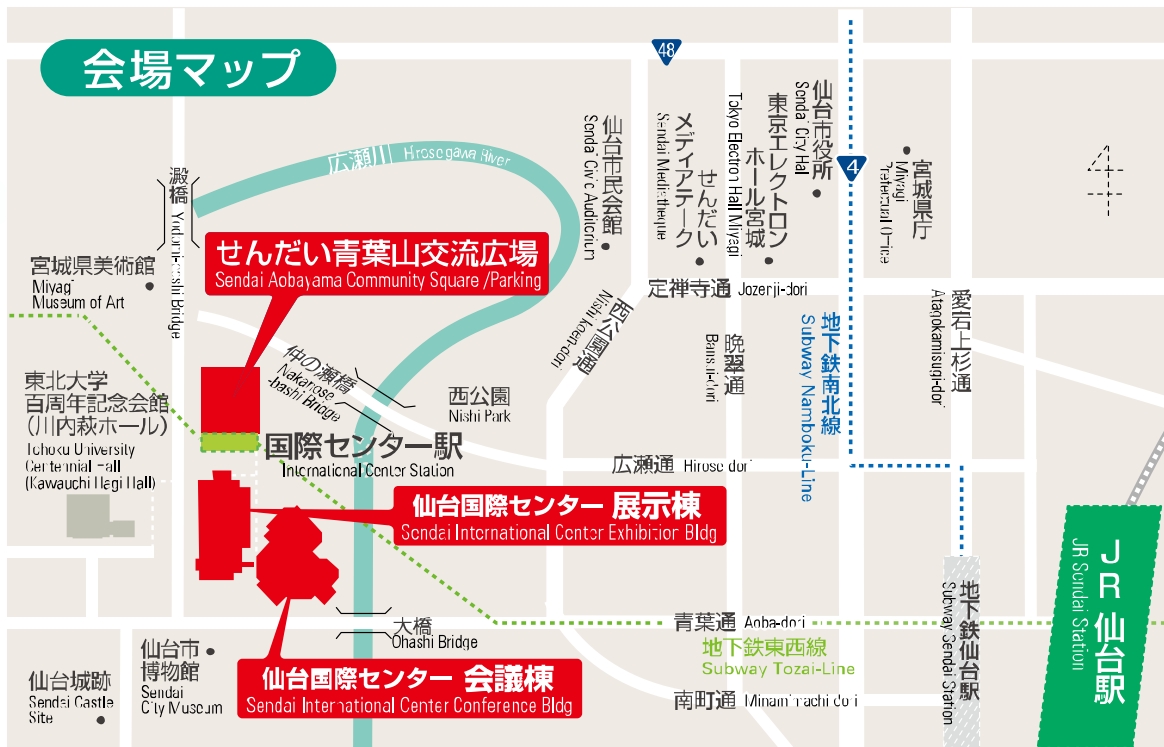 会場マップ
48
4
広瀬川 Hirosegawa River
澱橋
仙台市民会館
Sendai Civic Auditorium
メディアテーク
せんだい
Sendai Mediatheque
東京エレクトロン
ホール宮城
Tokyo Electron Hall Miyagi
仙台市役所
Sendai City Hall
宮城県庁
Miyagi
Prefectural Office
宮城県美術館
Miyagi
Museum of Art
せんだい青葉山交流広場
Sendai Aobayama Community Square /Parking
定禅寺通 Jozenji-dori
西公園通
Nishi Koen-dori
晩翠通
Bansui-dori
地下鉄南北線
Subway Namboku-Line
愛宕上杉通
Atagokamisugi-dori
仲の瀬橋
Nakanose
-bashi Bridge
西公園
Nishi Park
東北大学
百周年記念会館
(川内萩ホール)
Tohoku University
Centennial Hall
(Kawauchi Hagi Hall)
国際センター駅
International Center Station
広瀬通 Hirose dori
仙台国際センター 展示棟
Sendai International Center Exhibition Bldg
JR 仙台駅
JR Sendai Station
地下鉄仙台駅
Subway Sendai Station
大橋
Ohashi Bridge
青葉通 Aoba-dori
地下鉄東西線
Subway Tozai-Line
仙台市
博物館
Sendai
City Museum
仙台国際センター 会議棟
Sendai International Center Conference Bldg
仙台城跡
Sendai Castle
Site
南町通 Minamimachi dori